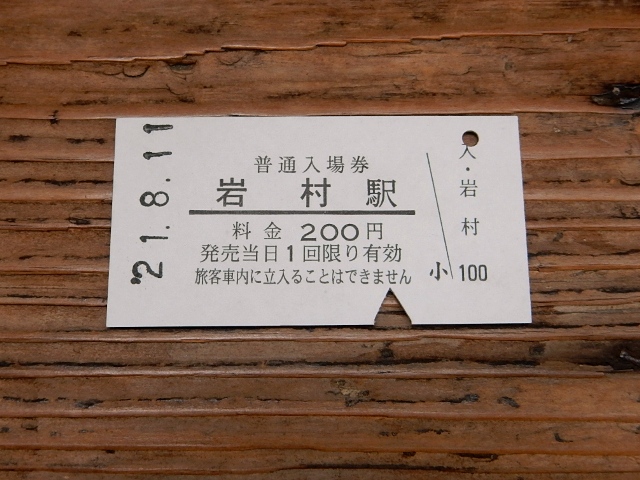 '21.8.11
普通入場券
岩村駅
料金 200円
発売当日1回限り有効
旅客車内に立入ることはできません
入・岩村
小 100